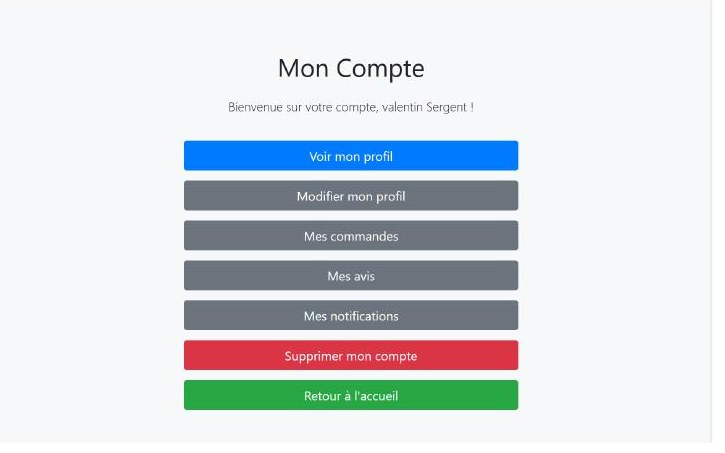 Mon Compte
Bienvenue sur votre compte, valentin Sergent !
Voir mon profil
Modifier mon profil
Mes commandes
Mes avis
Mes notifications
Supprimer mon compte
Retour à l'accueil